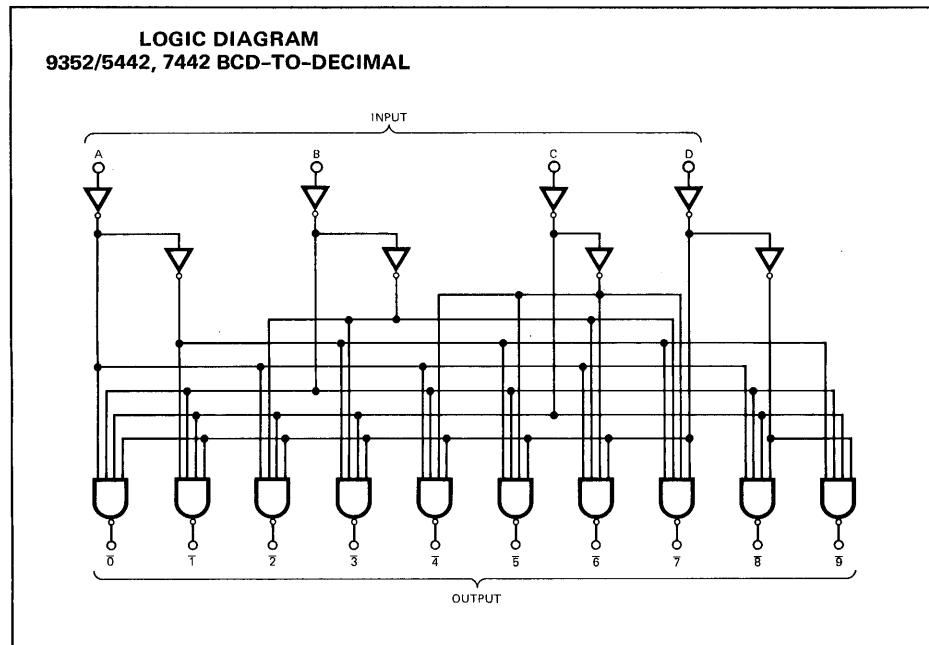 LOGIC DIAGRAM
9352/5442, 7442 BCD-TO-DECIMAL
INPUT
A B C D
0̅ 1̅ 2̅ 3̅ 4̅ 5̅ 6̅ 7̅ 8̅ 9̅
OUTPUT